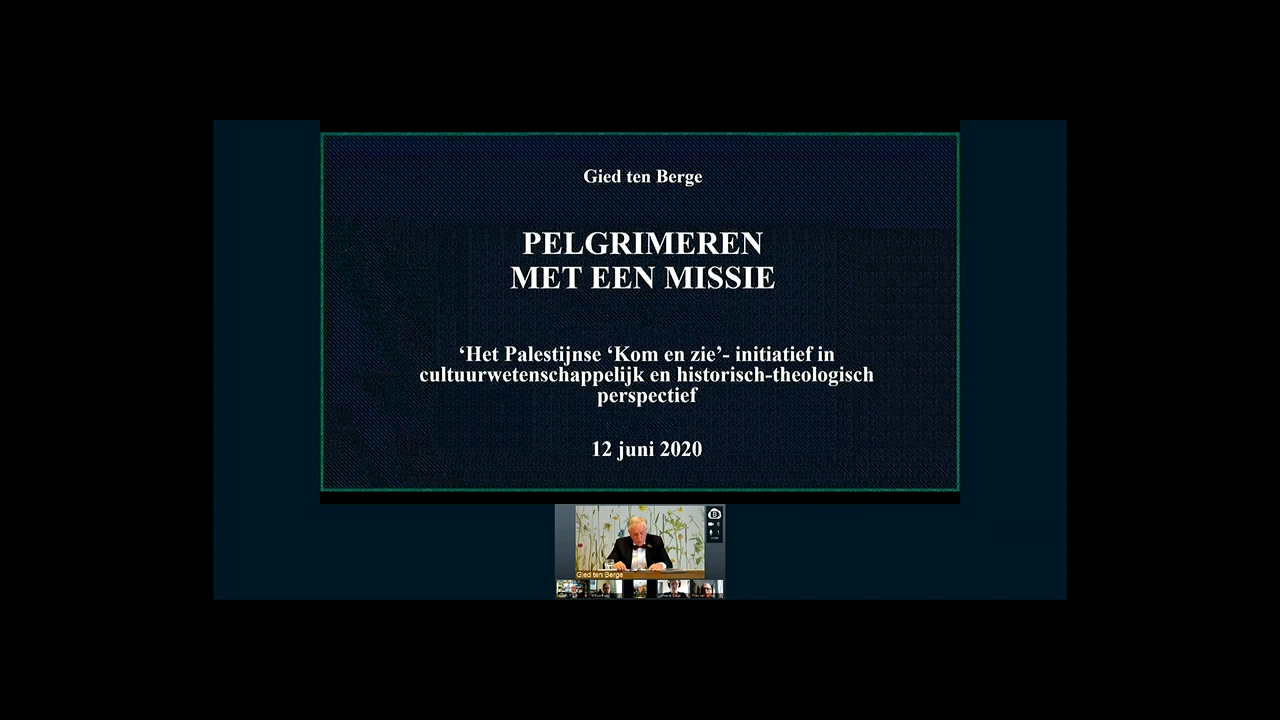 Gied ten Berge
PELGRIMEREN
MET EEN MISSIE
‘Het Palestijnse ‘Kom en zie’- initiatief in
cultuurwetenschappelijk en historisch-theologisch
perspectief
12 juni 2020
Gied ten Berge